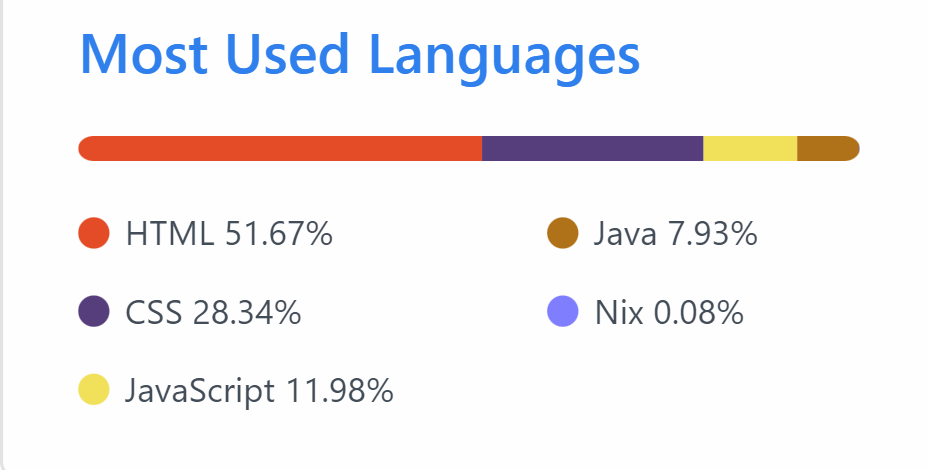 Most Used Languages
HTML 51.67%
CSS 28.34%
JavaScript 11.98%
Java 7.93%
Nix 0.08%